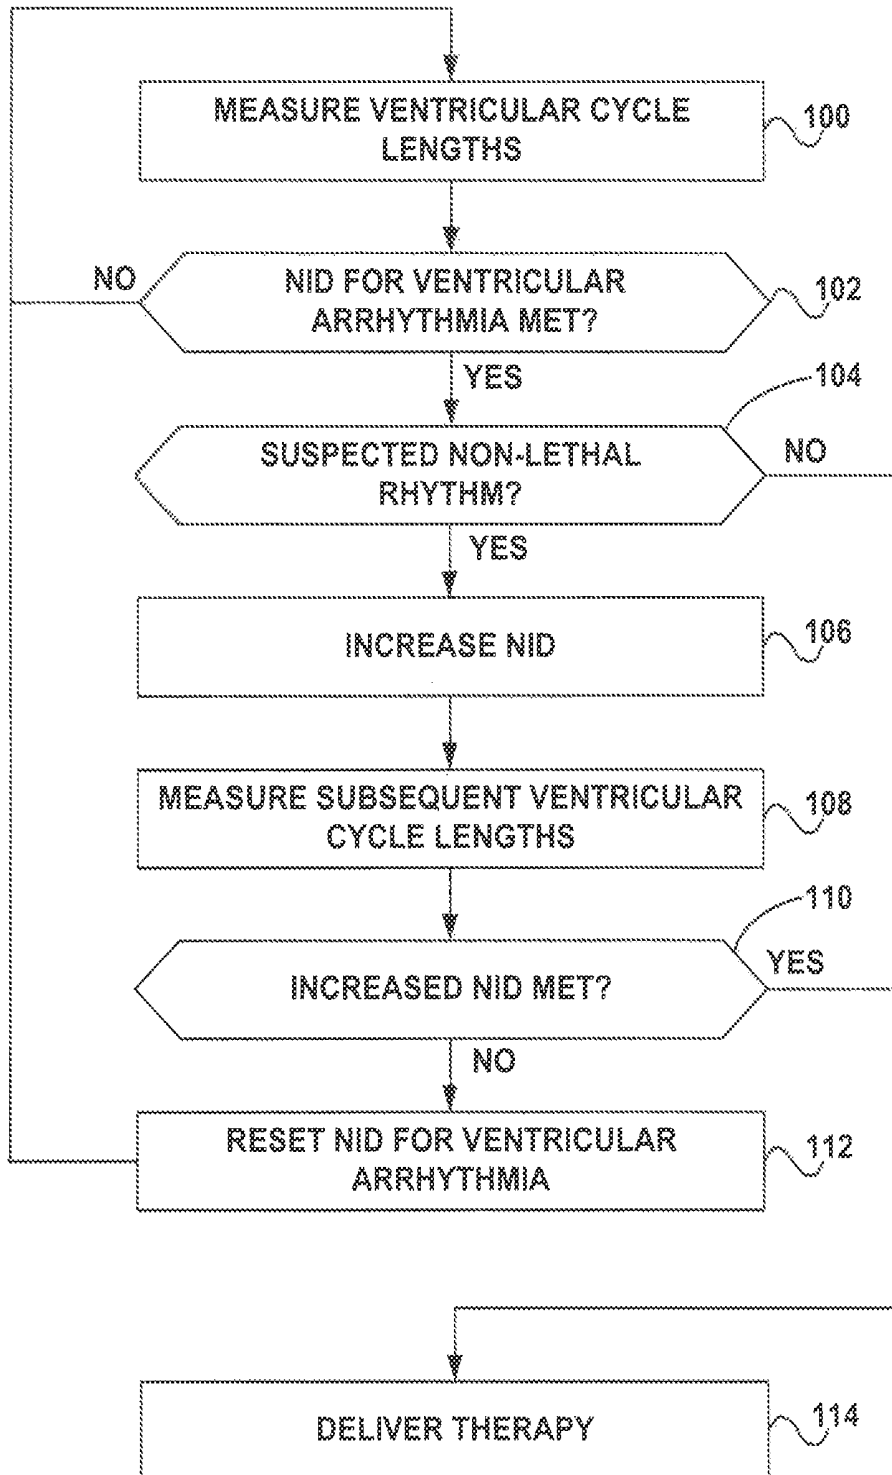 MEASURE VENTRICULAR CYCLE
LENGTHS
100
NO
NID FOR VENTRICULAR
ARRHYTHMIA MET?
102
YES
104
SUSPECTED NON-LETHAL
RHYTHM?
NO
YES
INCREASE NID
106
MEASURE SUBSEQUENT VENTRICULAR
CYCLE LENGTHS
108
110
INCREASED NID MET?
YES
NO
RESET NID FOR VENTRICULAR
ARRHYTHMIA
112
DELIVER THERAPY
114